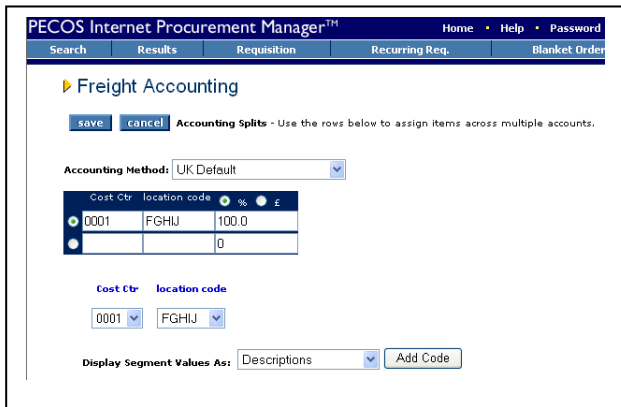 PECOS Internet Procurement Manager™ Home • Help • Password
Search Results Requisition Recurring Req. Blanket Order
Freight Accounting
save cancel Accounting Splits - Use the rows below to assign items across multiple accounts.
Accounting Method: UK Default
Cost Ctr location code % £
0001 FGHIJ 100.0
0
Cost Ctr location code
0001 FGHIJ
Display Segment Values As: Descriptions Add Code